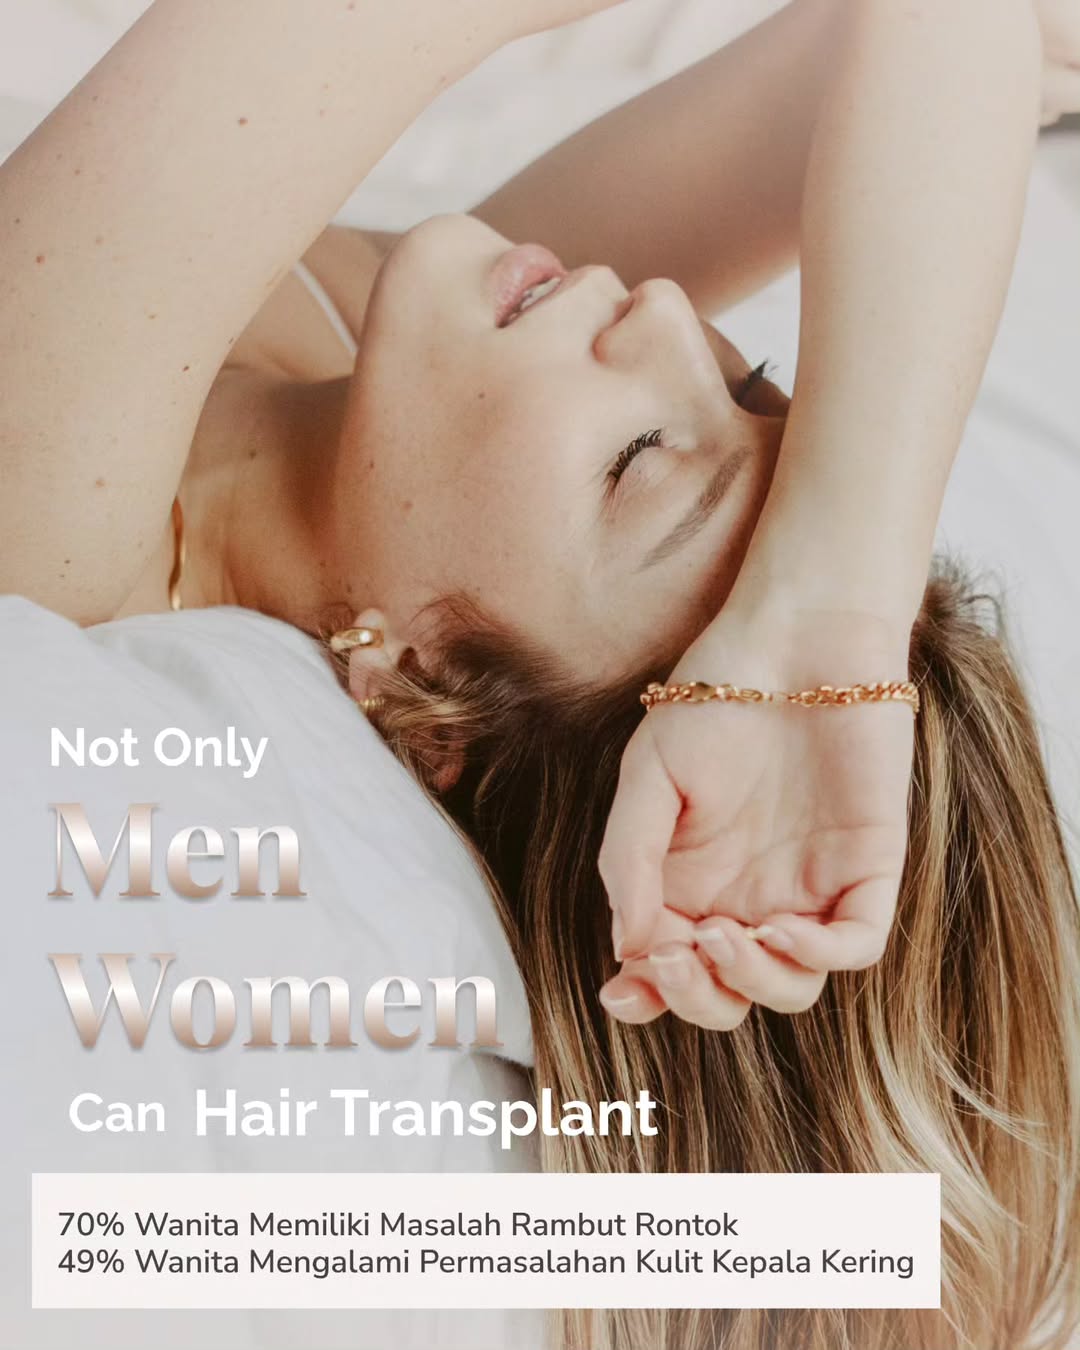 Not Only
Men
Women
Can Hair Transplant
70% Wanita Memiliki Masalah Rambut Rontok
49% Wanita Mengalami Permasalahan Kulit Kepala Kering